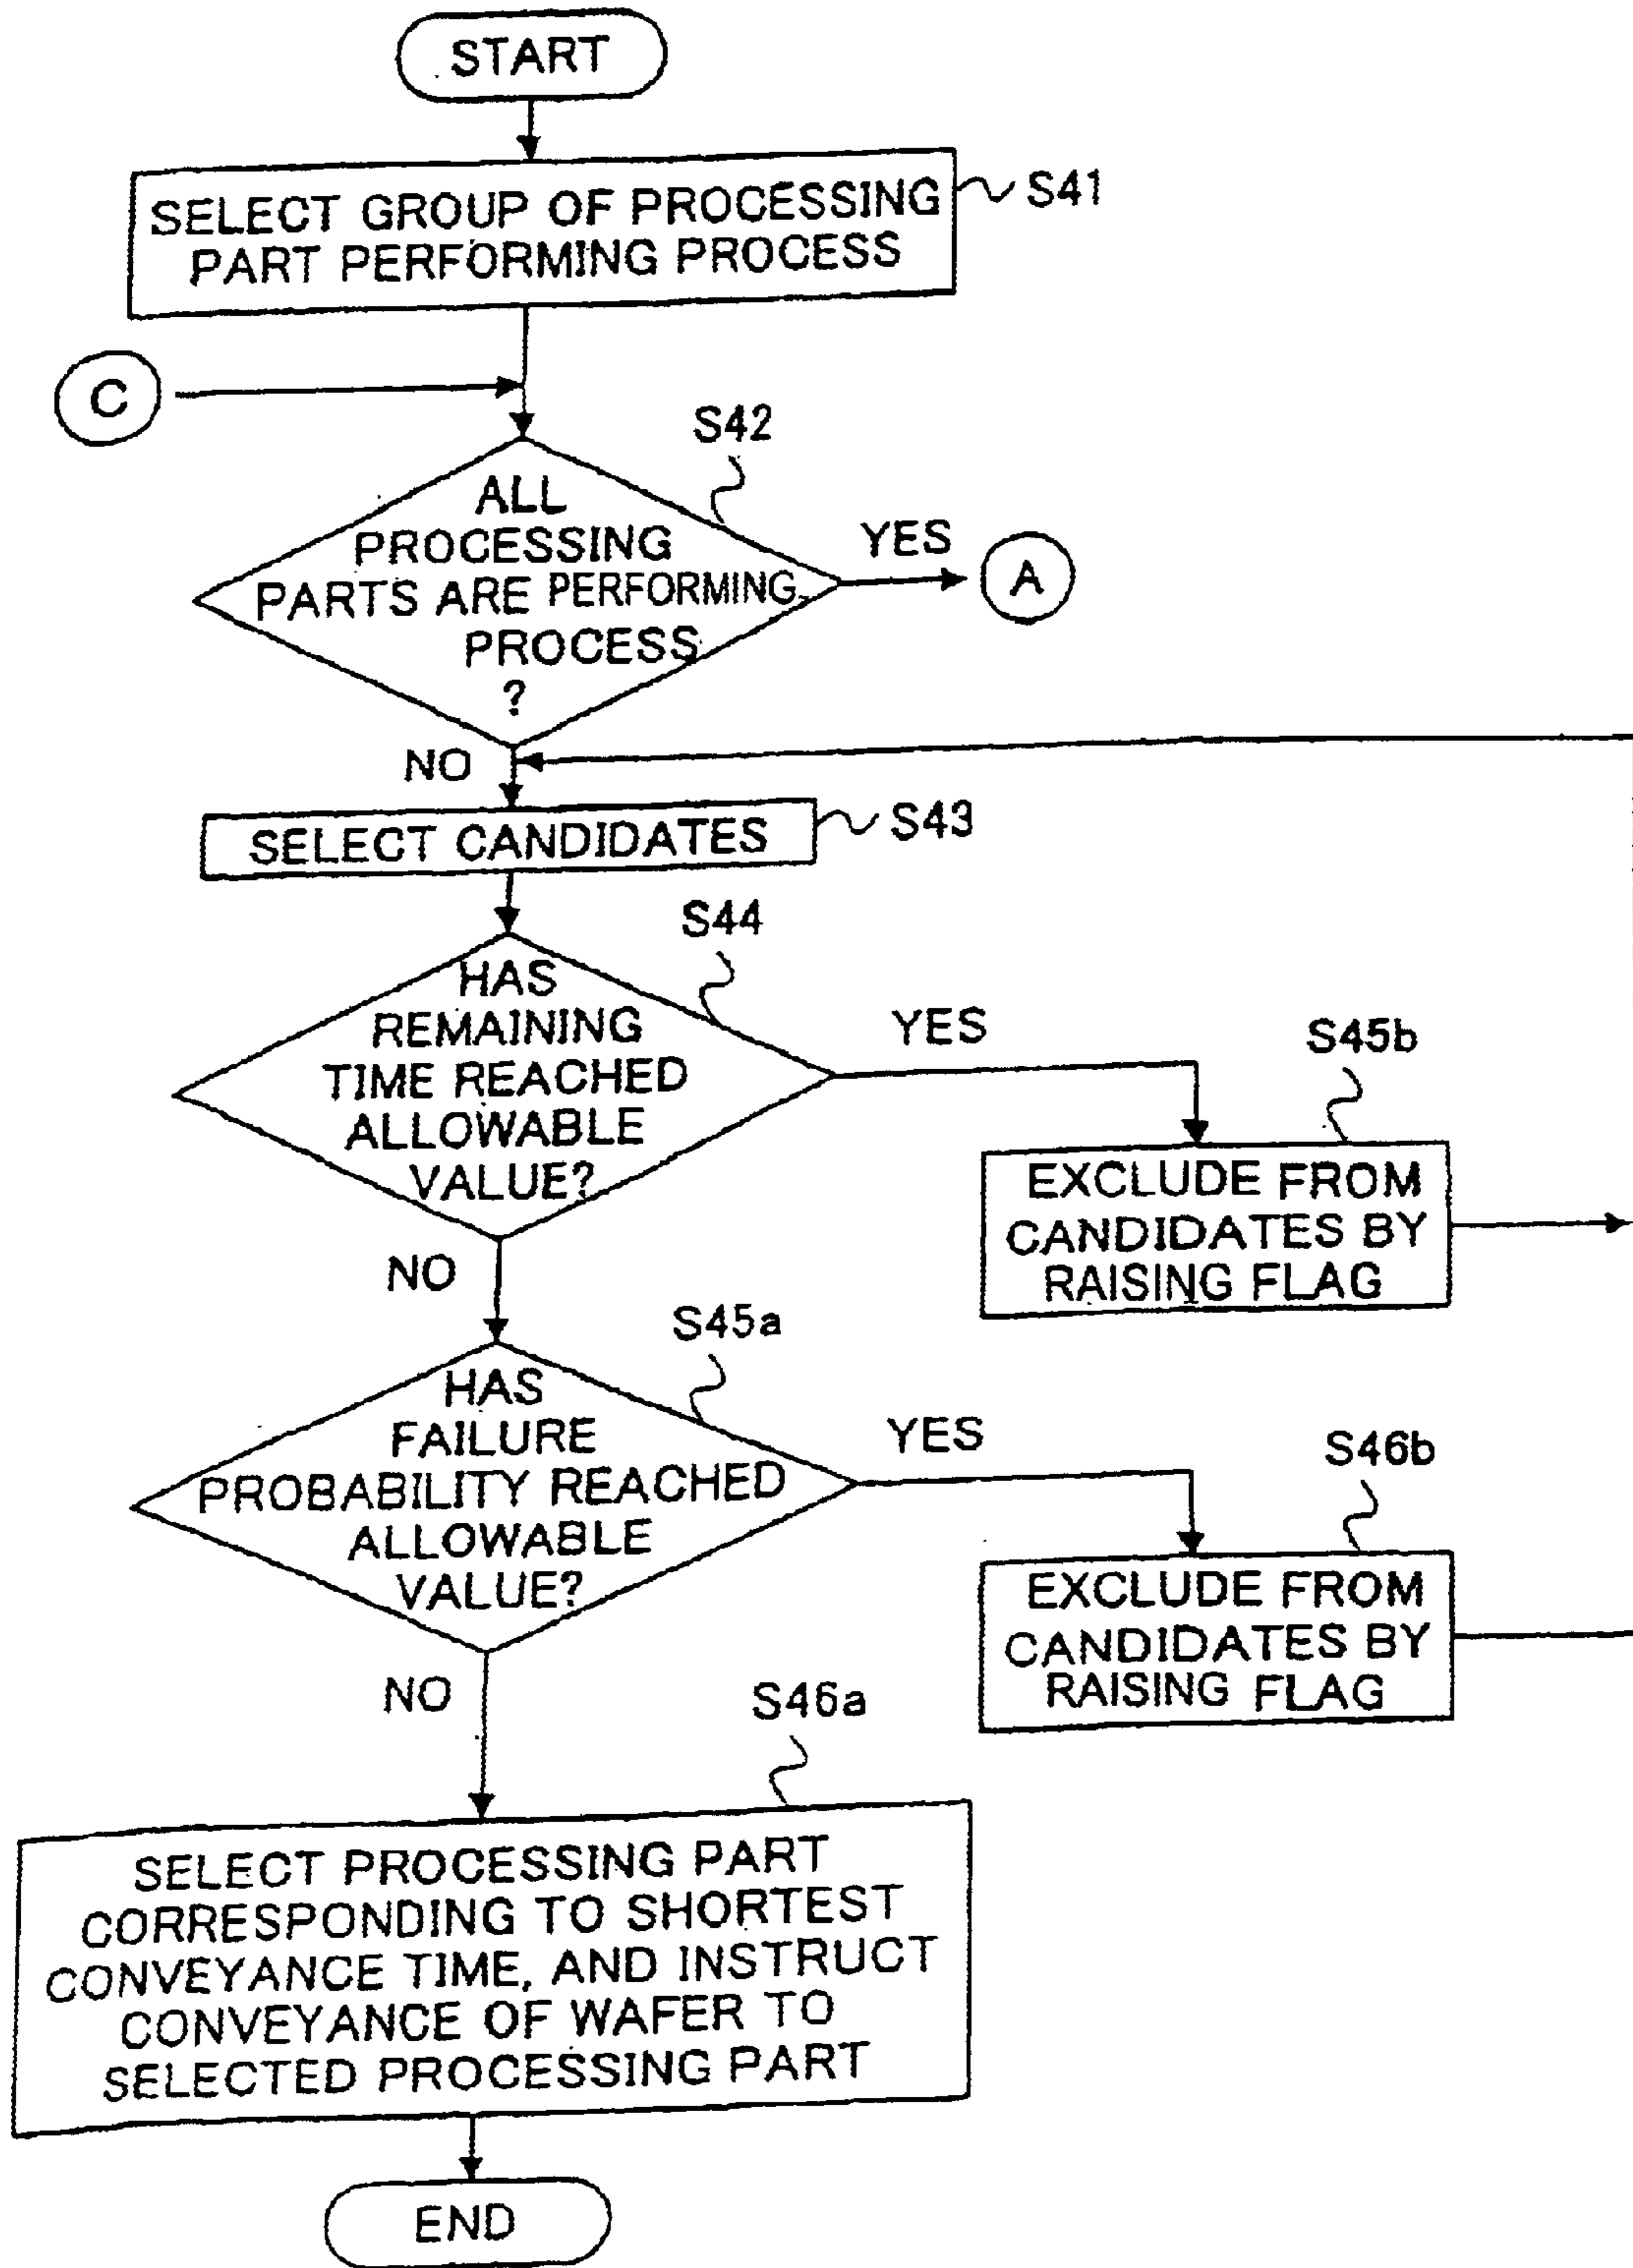 START
SELECT GROUP OF PROCESSING
PART PERFORMING PROCESS
S41
C
S42
ALL
PROCESSING
PARTS ARE PERFORMING
PROCESS
?
YES
A
NO
SELECT CANDIDATES
S43
S44
HAS
REMAINING
TIME REACHED
ALLOWABLE
VALUE?
YES
S45b
EXCLUDE FROM
CANDIDATES BY
RAISING FLAG
NO
S45a
HAS
FAILURE
PROBABILITY REACHED
ALLOWABLE
VALUE?
YES
S46b
EXCLUDE FROM
CANDIDATES BY
RAISING FLAG
NO
S46a
SELECT PROCESSING PART
CORRESPONDING TO SHORTEST
CONVEYANCE TIME, AND INSTRUCT
CONVEYANCE OF WAFER TO
SELECTED PROCESSING PART
END